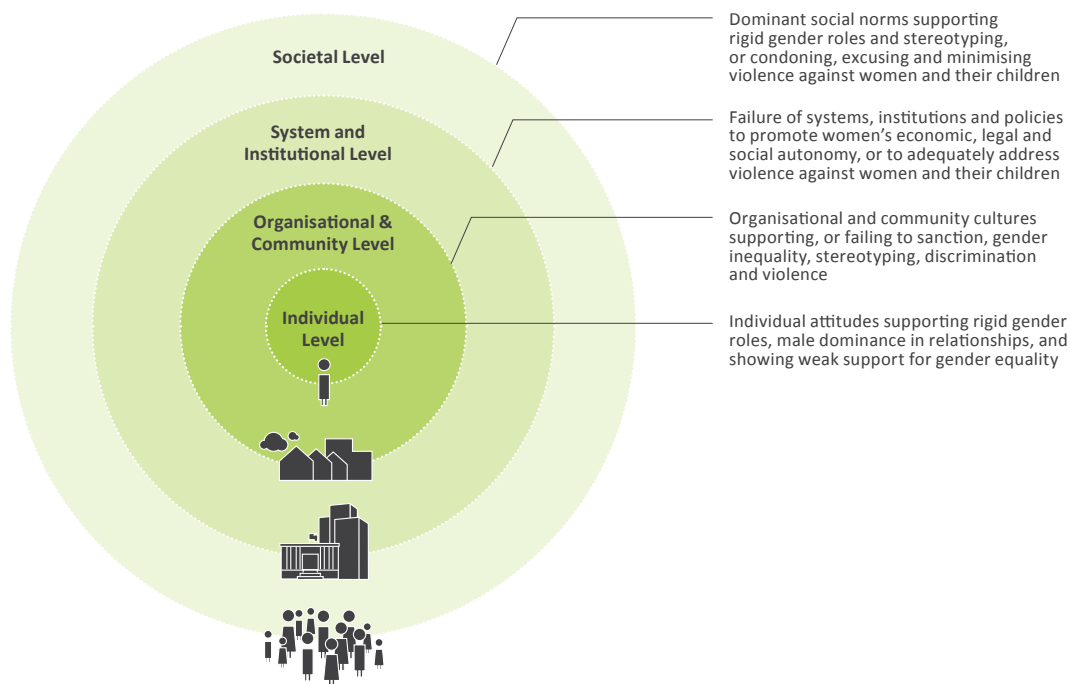 Societal Level
Dominant social norms supporting
rigid gender roles and stereotyping,
or condoning, excusing and minimising
violence against women and their children
System and
Institutional Level
Failure of systems, institutions and policies
to promote women’s economic, legal and
social autonomy, or to adequately address
violence against women and their children
Organisational &
Community Level
Organisational and community cultures
supporting, or failing to sanction, gender
inequality, stereotyping, discrimination
and violence
Individual
Level
Individual attitudes supporting rigid gender
roles, male dominance in relationships, and
showing weak support for gender equality